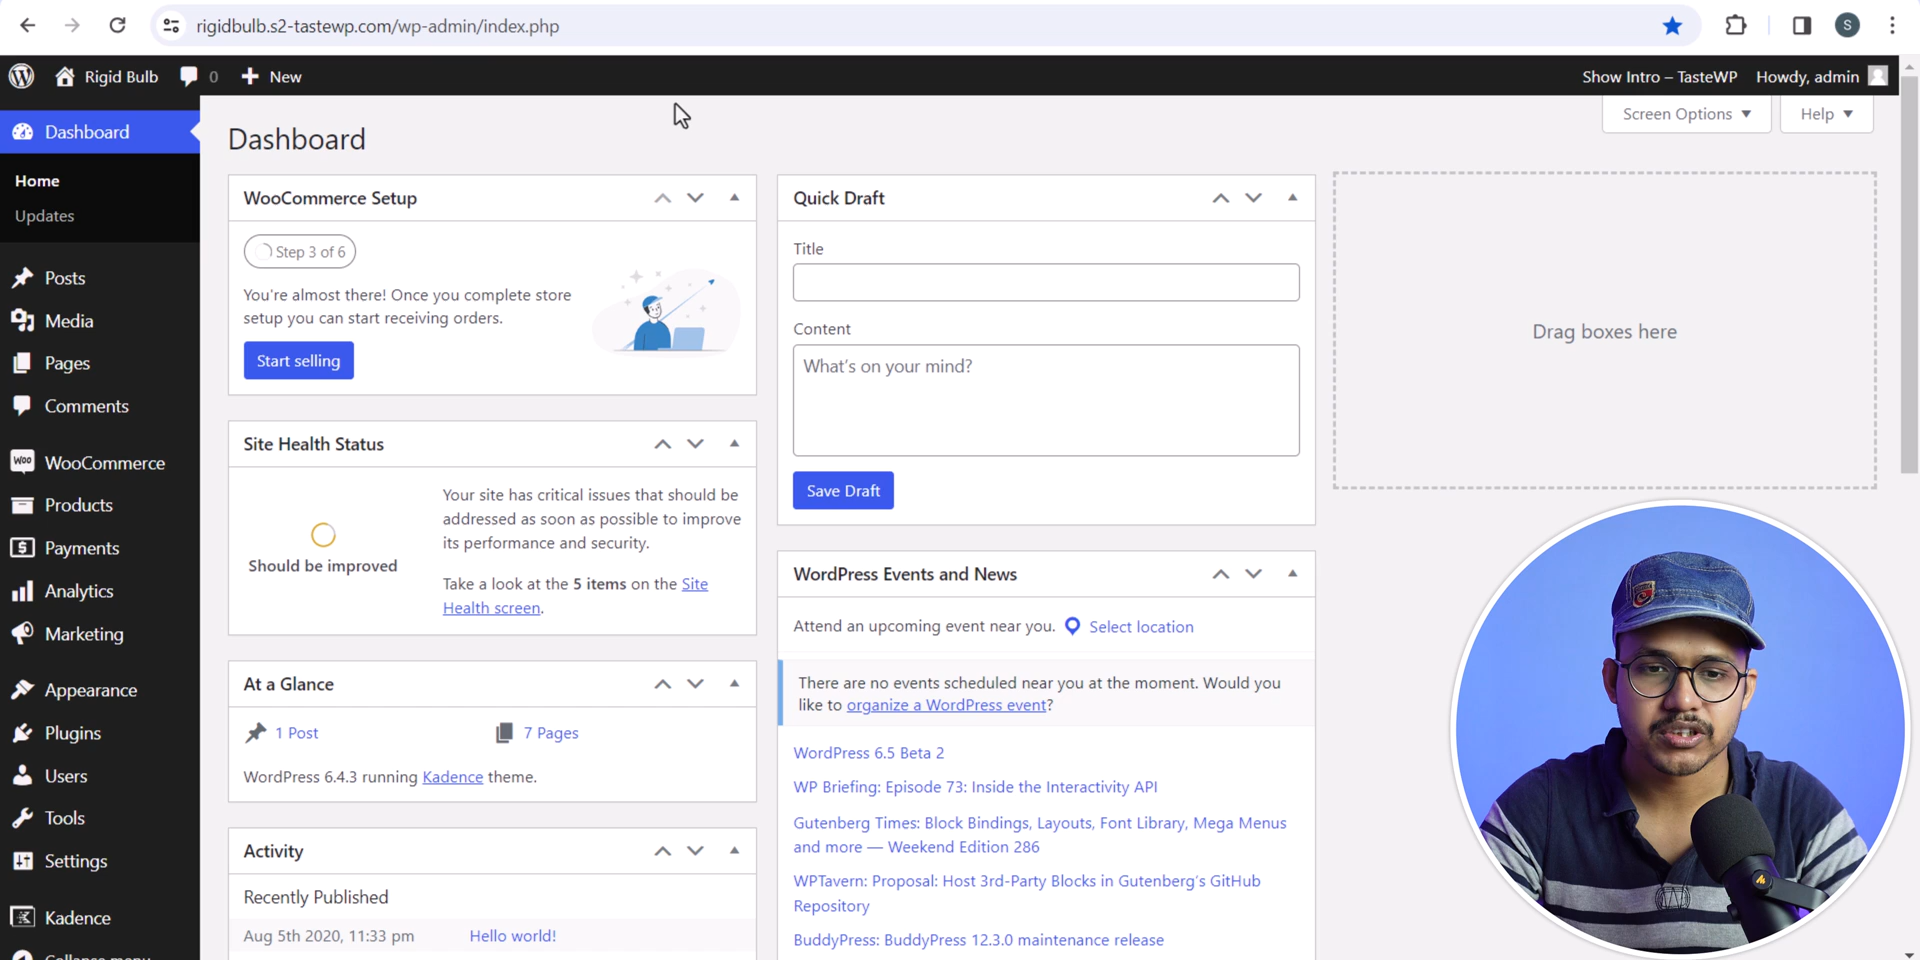 rigidbulb.s2-tastewp.com/wp-admin/index.php
S
Rigid Bulb
0
New
Show Intro – TasteWP
Howdy, admin
Dashboard
Home
Updates
Posts
Media
Pages
Comments
Woo
WooCommerce
Products
Payments
Analytics
Marketing
Appearance
Plugins
Users
Tools
Settings
Kadence
Collapse menu
Dashboard
Screen Options
Help
WooCommerce Setup
Step 3 of 6
You're almost there! Once you complete store
setup you can start receiving orders.
Start selling
Site Health Status
Should be improved
Your site has critical issues that should be
addressed as soon as possible to improve
its performance and security.
Take a look at the 5 items on the Site
Health screen.
At a Glance
1 Post
7 Pages
WordPress 6.4.3 running Kadence theme.
Activity
Recently Published
Aug 5th 2020, 11:33 pm
Hello world!
Quick Draft
Title
Content
What's on your mind?
Save Draft
WordPress Events and News
Attend an upcoming event near you.
Select location
There are no events scheduled near you at the moment. Would you
like to organize a WordPress event?
WordPress 6.5 Beta 2
WP Briefing: Episode 73: Inside the Interactivity API
Gutenberg Times: Block Bindings, Layouts, Font Library, Mega Menus
and more — Weekend Edition 286
WPTavern: Proposal: Host 3rd-Party Blocks in Gutenberg's GitHub
Repository
BuddyPress: BuddyPress 12.3.0 maintenance release
Drag boxes here